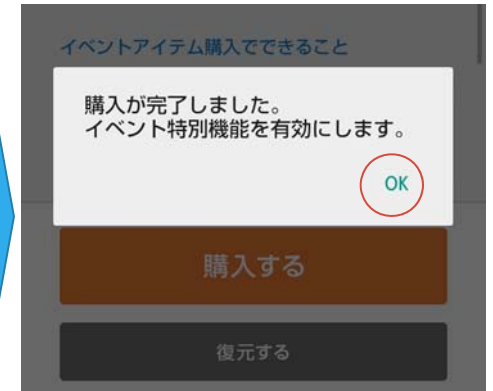 イベントアイテム購入でできること
購入が完了しました。
イベント特別機能を有効にします。
OK
購入する
復元する